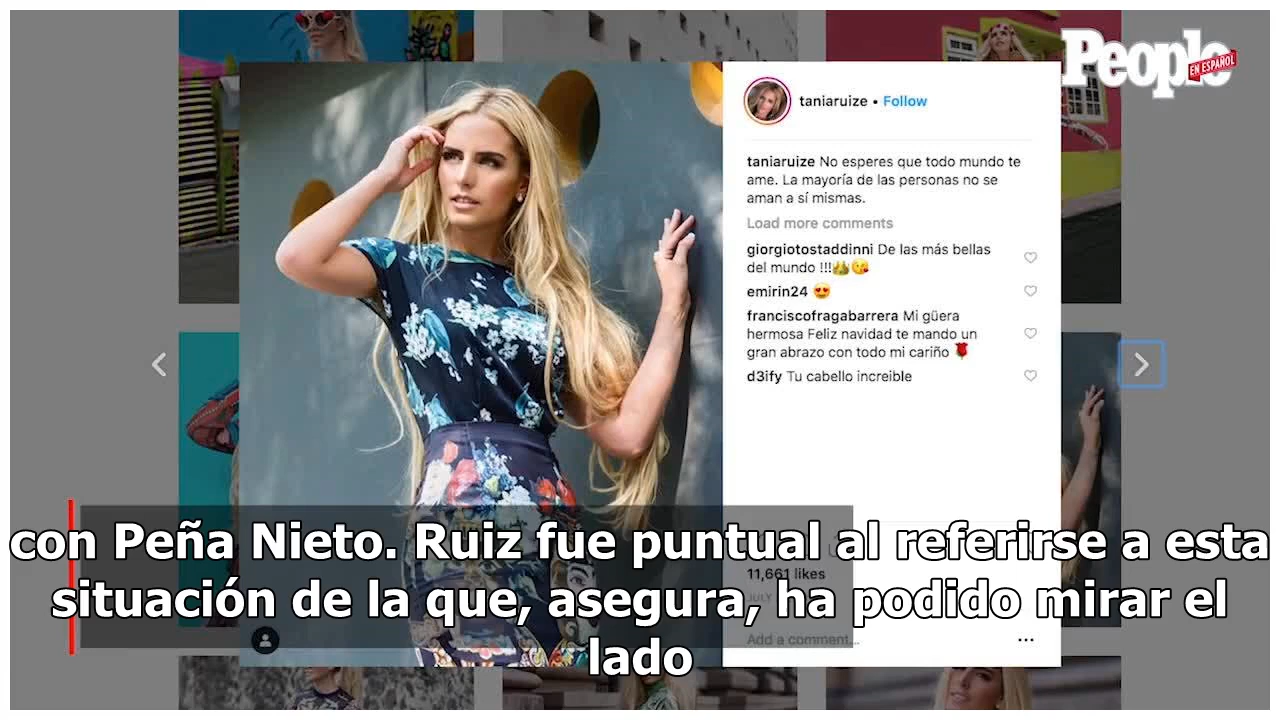 People
EN ESPAÑOL
taniaruize • Follow
taniaruize No esperes que todo mundo te
ame. La mayoría de las personas no se
aman a sí mismas.
Load more comments
giorgiotostaddinni De las más bellas
del mundo !!!
emirin24
franciscofragabarrera Mi güera
hermosa Feliz navidad te mando un
gran abrazo con todo mi cariño
d3ify Tu cabello increible
con Peña Nieto. Ruiz fue puntual al referirse a esta
situación de la que, asegura, ha podido mirar el
lado
11,661 likes
JULY
Add a comment...